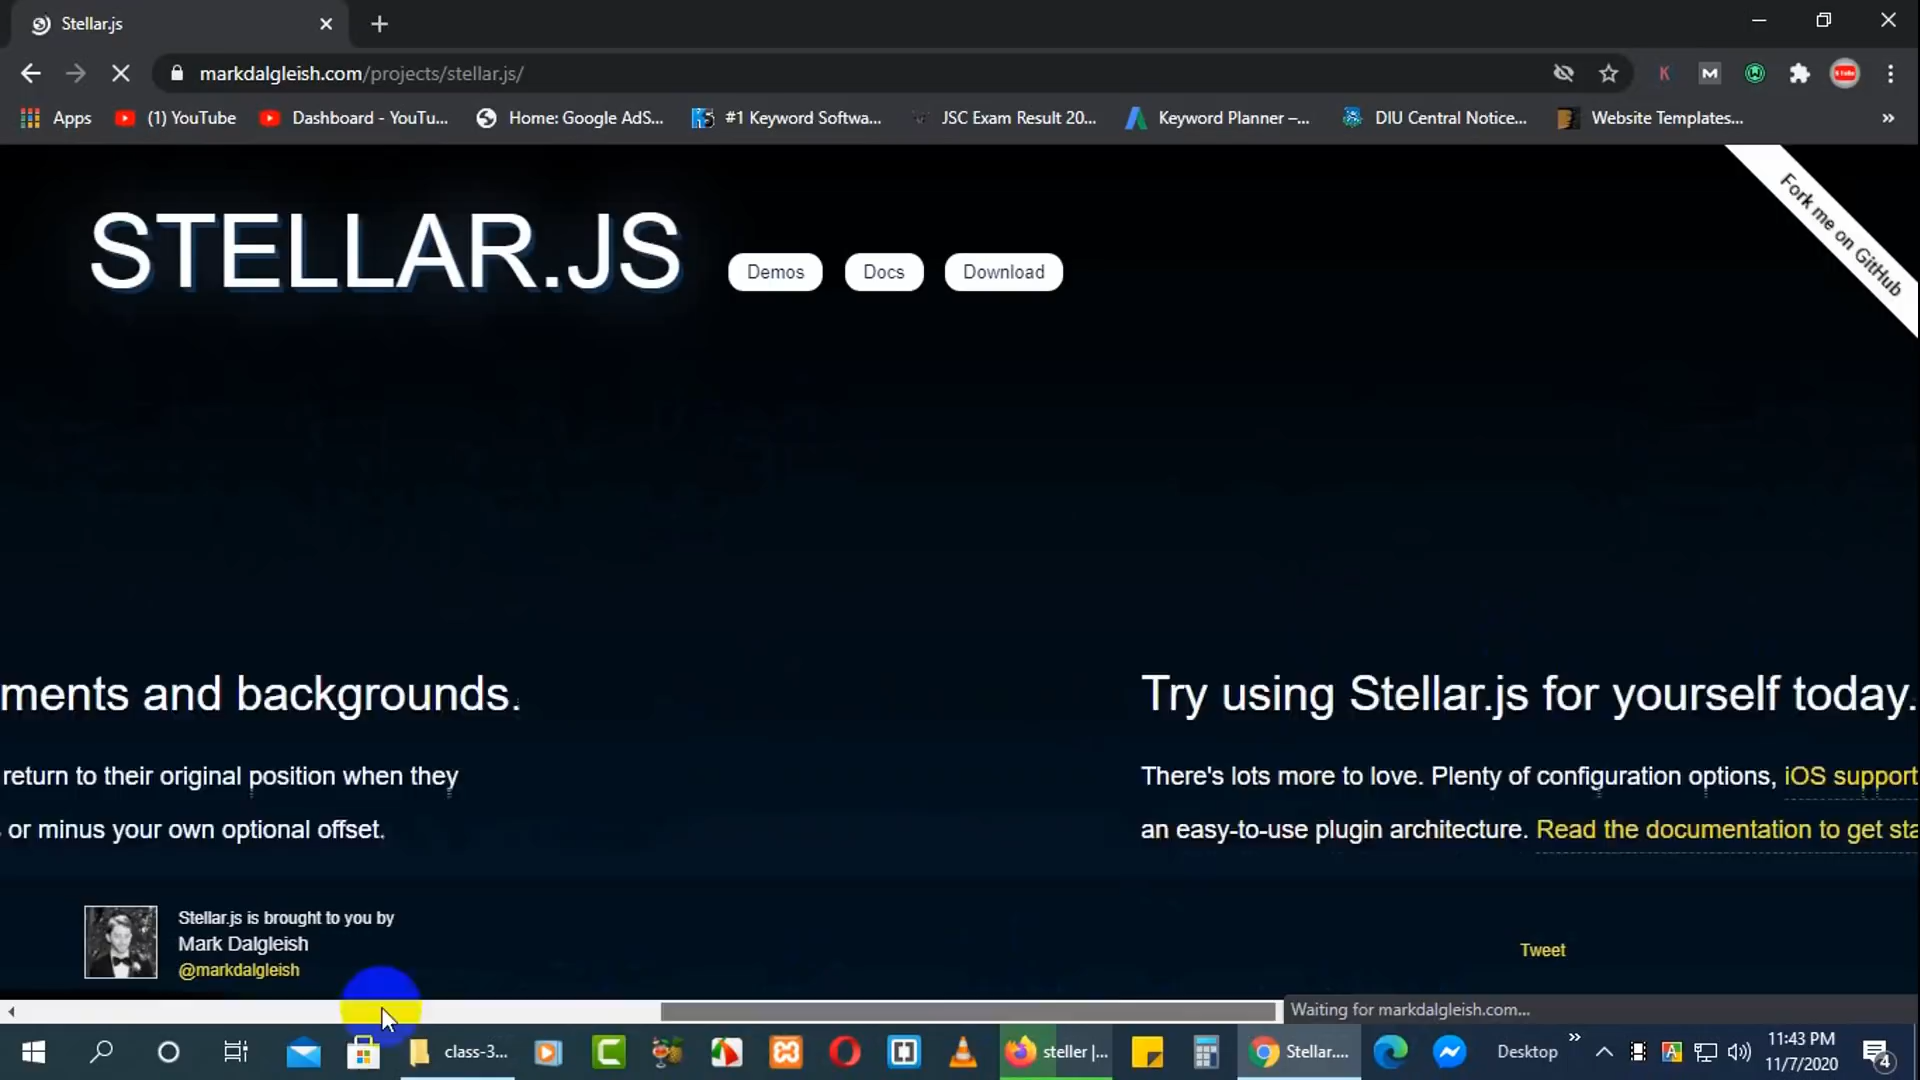 Stellar.js
markdalgleish.com/projects/stellar.js/
K M
Apps (1) YouTube Dashboard - YouTu... Home: Google AdS... #1 Keyword Softwa... JSC Exam Result 20... Keyword Planner –... DIU Central Notice... Website Templates... »
STELLAR.JS
Demos Docs Download
Fork me on GitHub
ments and backgrounds.
Try using Stellar.js for yourself today.
return to their original position when they
There's lots more to love. Plenty of configuration options, iOS support
or minus your own optional offset.
an easy-to-use plugin architecture. Read the documentation to get sta
Stellar.js is brought to you by
Mark Dalgleish
@markdalgleish
Tweet
Waiting for markdalgleish.com...
class-3... steller |... Stellar.... Desktop »
11:43 PM
11/7/2020
4